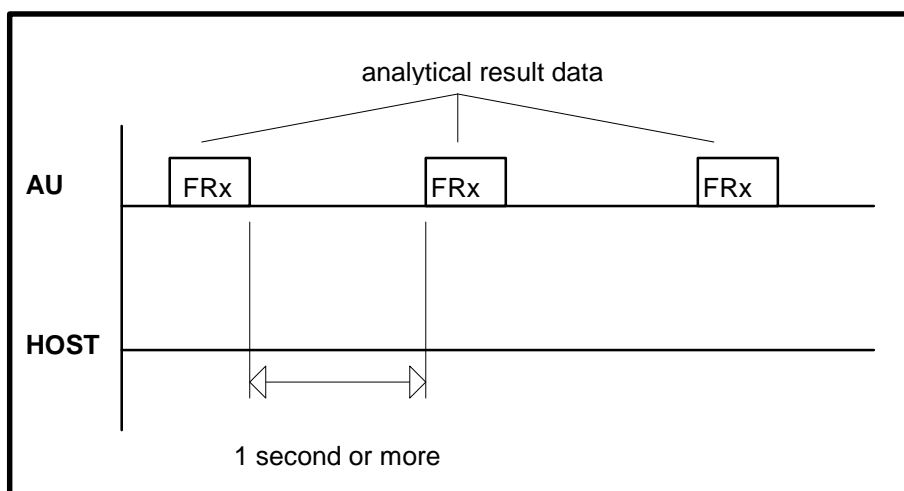 analytical result data
AU
FRx
FRx
FRx
HOST
1 second or more